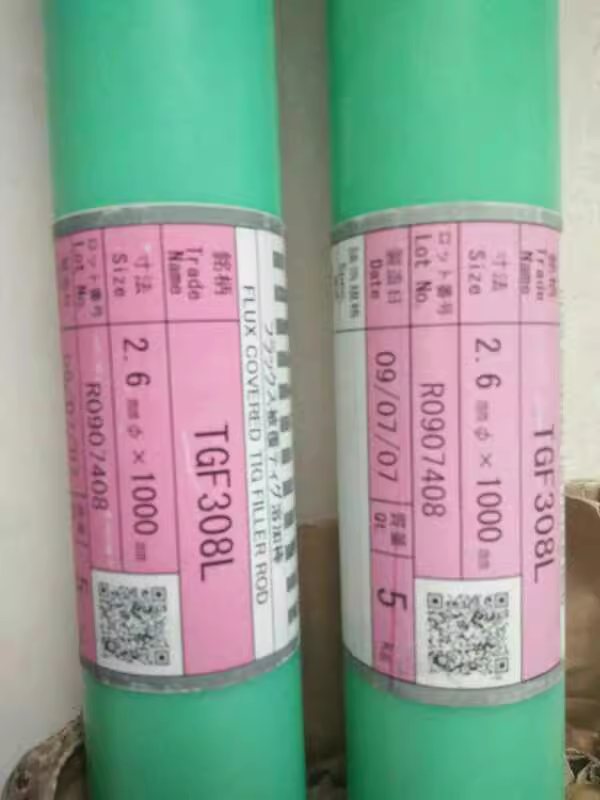 フラックス被覆ティグ溶加棒
FLUX COVERED TIG FILLER ROD
銘柄
Trade
Name
TGF308L
寸法
Size
2.6 mmφ×1000 mm
ロット番号
Lot No
R0907408
Trade
Name
TGF308L
寸法
Size
2.6 mmφ×1000 mm
ロット番号
Lot No
R0907408
製造日
Date
09/07/07
質量
Qt.
5 kg